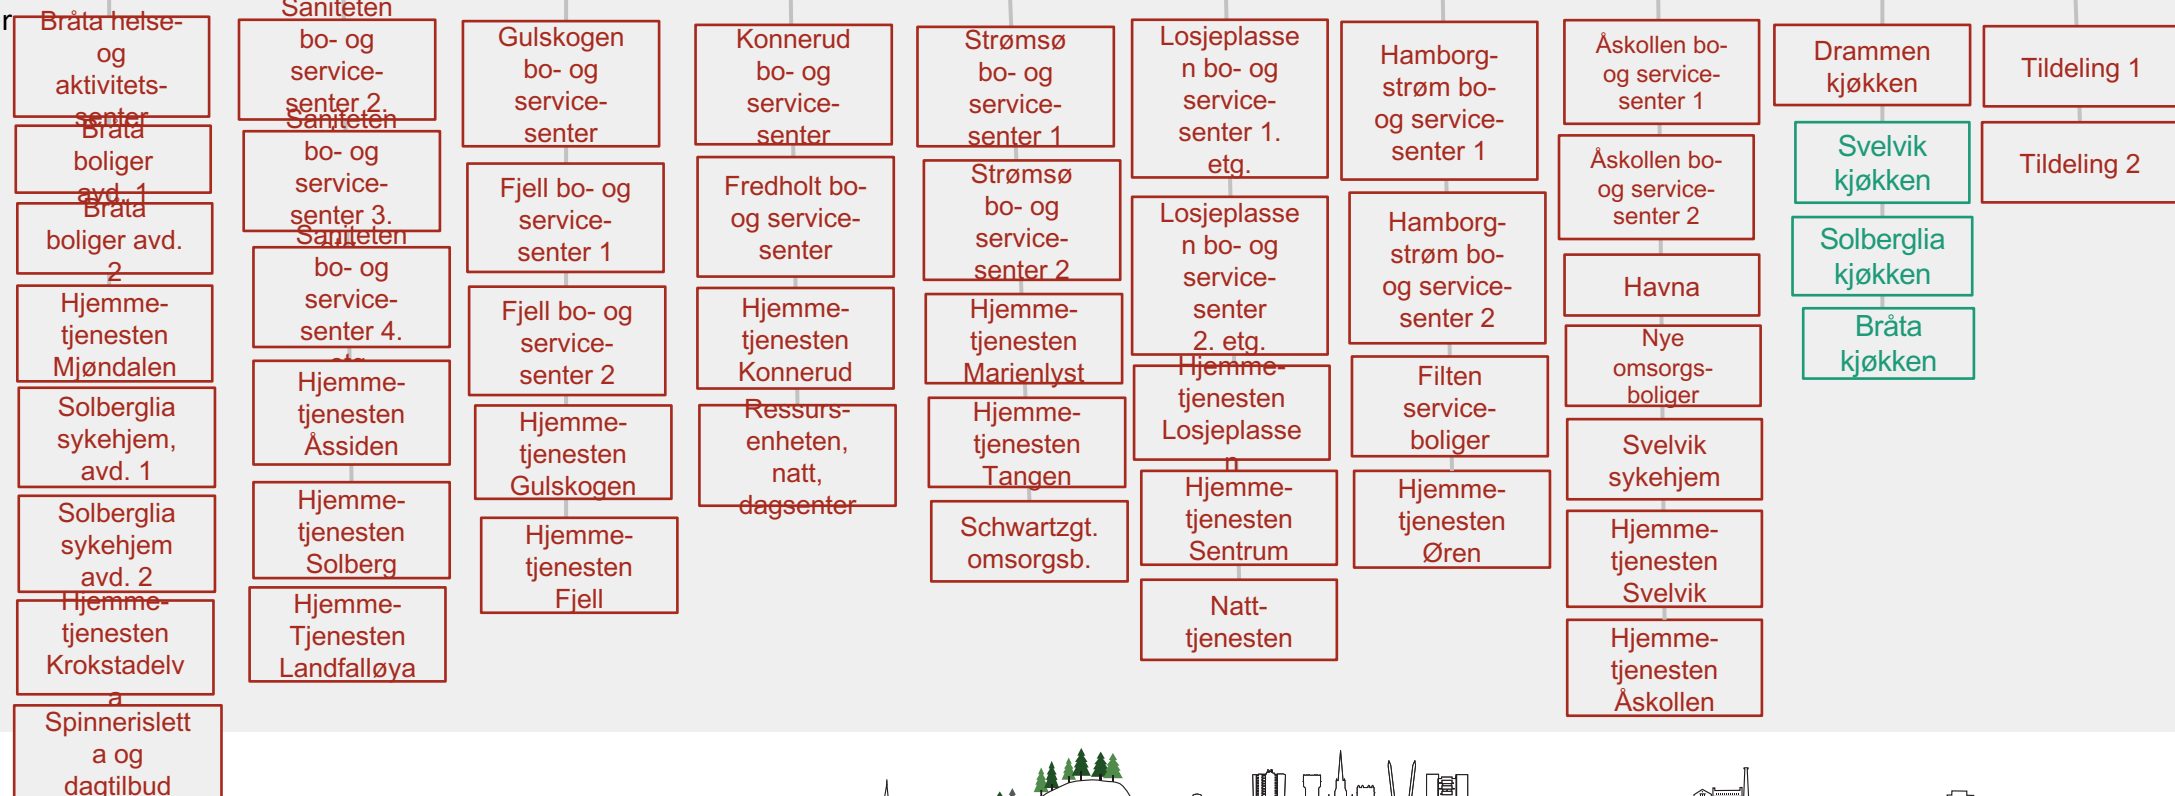 r
Bråta helse-
og
aktivitets-
senter
Bråta
boliger
avd. 1
Bråta
boliger avd.
2
Hjemme-
tjenesten
Mjøndalen
Solberglia
sykehjem,
avd. 1
Solberglia
sykehjem
avd. 2
Hjemme-
tjenesten
Krokstadelv
a
Spinnerislett
a og
dagtilbud
Saniteten
bo- og
service-
senter 2.
Saniteten
bo- og
service-
senter 3.
etg.
Saniteten
bo- og
service-
senter 4.
etg.
Hjemme-
tjenesten
Åssiden
Hjemme-
tjenesten
Solberg
Hjemme-
Tjenesten
Landfalløya
Gulskogen
bo- og
service-
senter
Fjell bo- og
service-
senter 1
Fjell bo- og
service-
senter 2
Hjemme-
tjenesten
Gulskogen
Hjemme-
tjenesten
Fjell
Konnerud
bo- og
service-
senter
Fredholt bo-
og service-
senter
Hjemme-
tjenesten
Konnerud
Ressurs-
enheten,
natt,
dagsenter
Strømsø
bo- og
service-
senter 1
Strømsø
bo- og
service-
senter 2
Hjemme-
tjenesten
Marienlyst
Hjemme-
tjenesten
Tangen
Schwartzgt.
omsorgsb.
Losjeplasse
n bo- og
service-
senter 1.
etg.
Losjeplasse
n bo- og
service-
senter
2. etg.
Hjemme-
tjenesten
Losjeplasse
n
Hjemme-
tjenesten
Sentrum
Natt-
tjenesten
Hamborg-
strøm bo-
og service-
senter 1
Hamborg-
strøm bo-
og service-
senter 2
Filten
service-
boliger
Hjemme-
tjenesten
Øren
Åskollen bo-
og service-
senter 1
Åskollen bo-
og service-
senter 2
Havna
Nye
omsorgs-
boliger
Svelvik
sykehjem
Hjemme-
tjenesten
Svelvik
Hjemme-
tjenesten
Åskollen
Drammen
kjøkken
Svelvik
kjøkken
Solberglia
kjøkken
Bråta
kjøkken
Tildeling 1
Tildeling 2